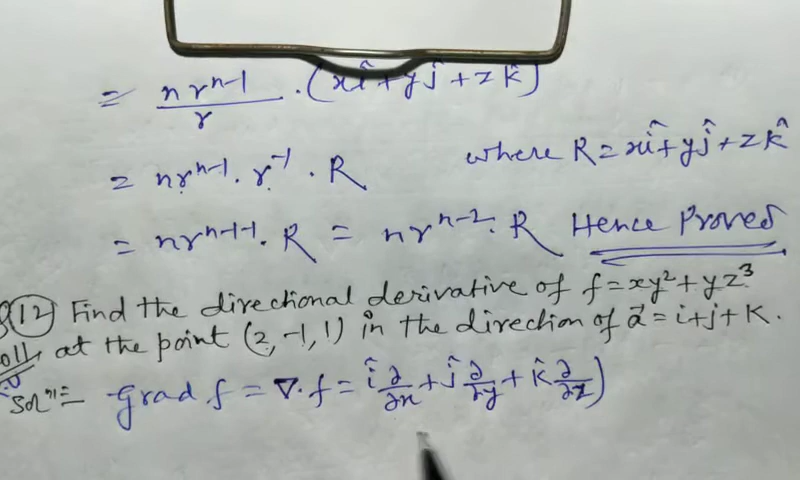 = nr^{n-1}/r . (xî+yĵ+zk̂)
= nr^{n-1}. r^{-1} . R where R = xî+yĵ+zk̂
= nr^{n-1-1}. R = nr^{n-2}. R Hence Proved
Q(12) Find the directional derivative of f=xy²+yz³
at the point (2,-1,1) in the direction of a⃗=i+j+k.
Solⁿ:= grad f = ∇.f = î ∂/∂x + ĵ ∂/∂y + k̂ ∂/∂z)